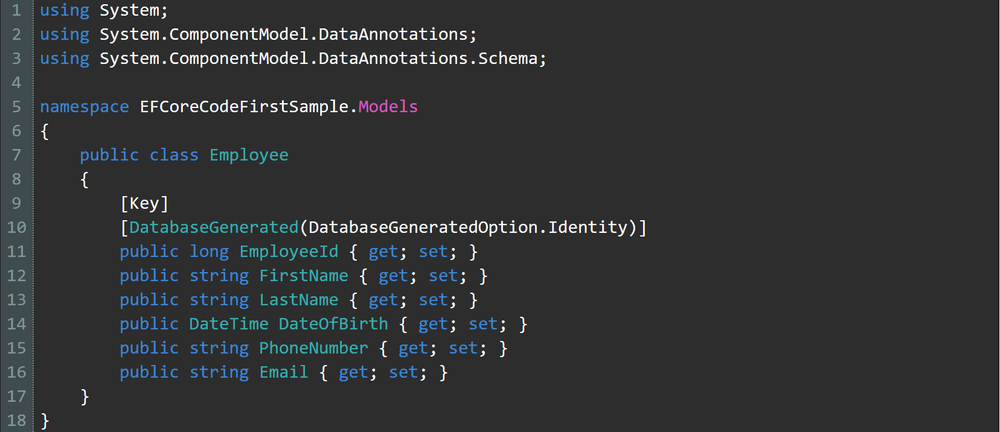 1 using System;
2 using System.ComponentModel.DataAnnotations;
3 using System.ComponentModel.DataAnnotations.Schema;
4
5 namespace EFCoreCodeFirstSample.Models
6 {
7     public class Employee
8     {
9         [Key]
10         [DatabaseGenerated(DatabaseGeneratedOption.Identity)]
11         public long EmployeeId { get; set; }
12         public string FirstName { get; set; }
13         public string LastName { get; set; }
14         public DateTime DateOfBirth { get; set; }
15         public string PhoneNumber { get; set; }
16         public string Email { get; set; }
17     }
18 }